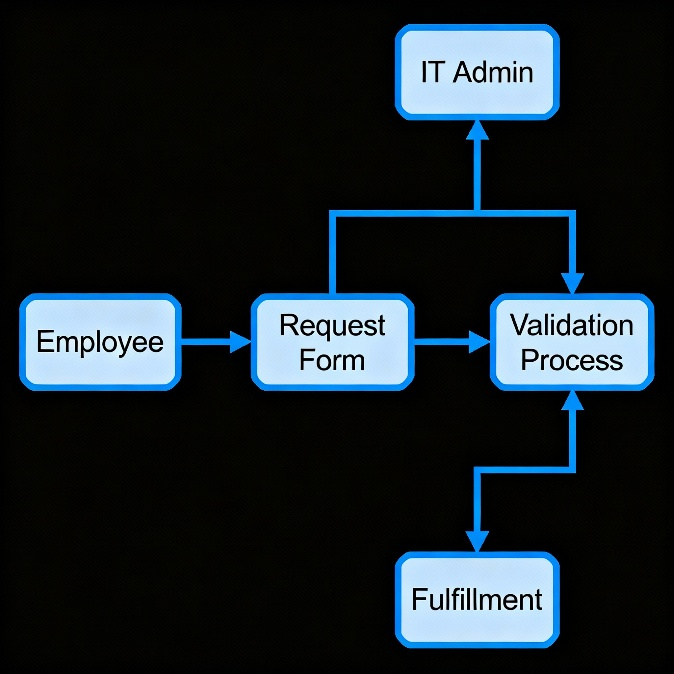 IT Admin
Employee
Request
Form
Validation
Process
Fulfillment